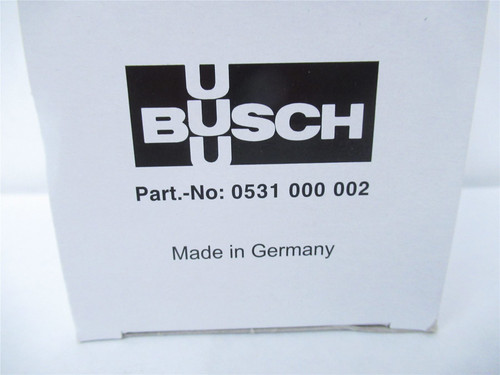 U
BUSCH
U
Part.-No: 0531 000 002
Made in Germany